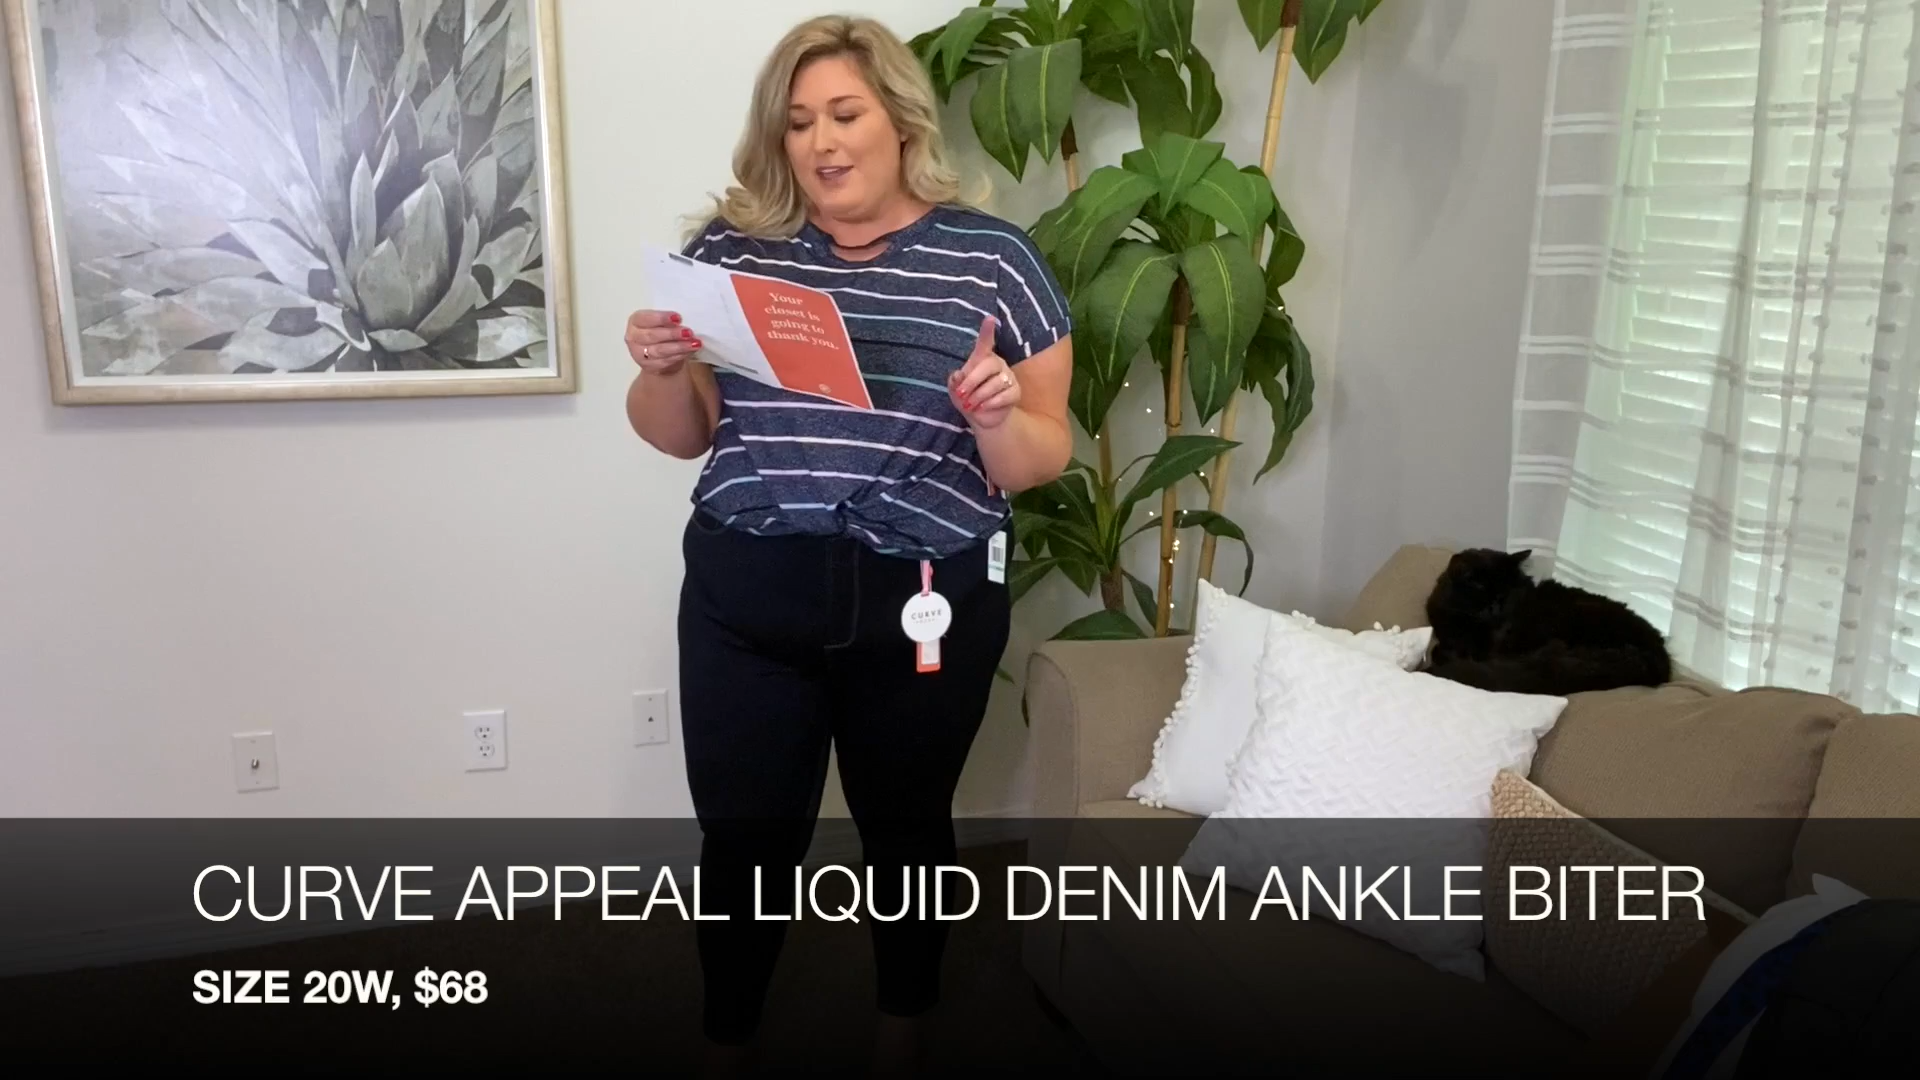 Your
closet is
going to
thank you.
CURVE
CURVE APPEAL LIQUID DENIM ANKLE BITER
SIZE 20W, $68